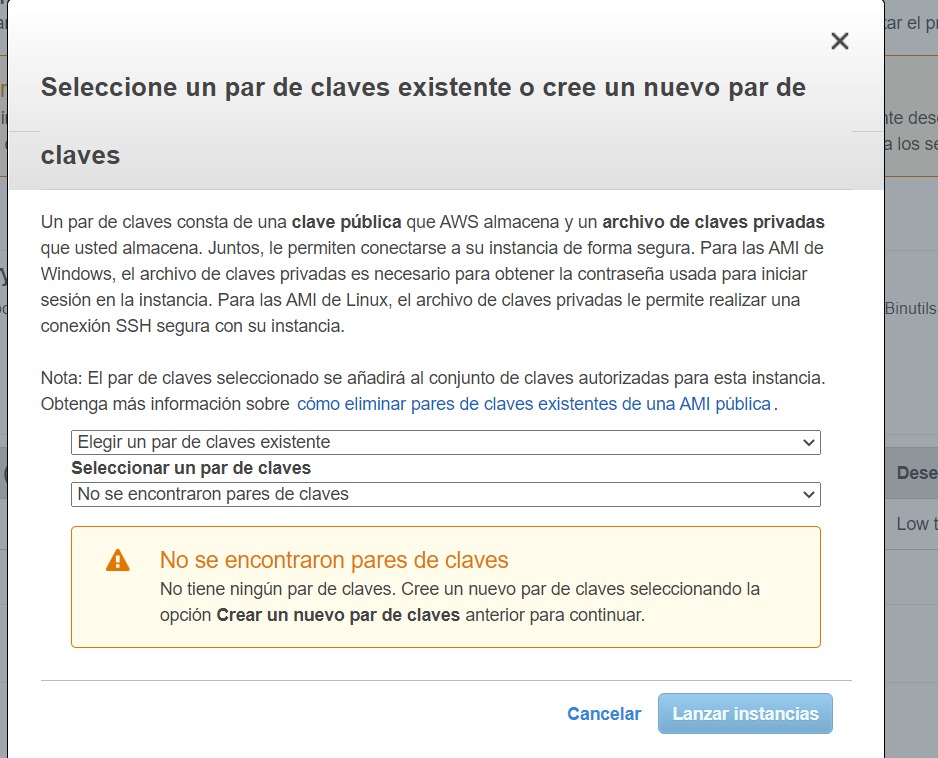 Seleccione un par de claves existente o cree un nuevo par de
claves
Un par de claves consta de una clave pública que AWS almacena y un archivo de claves privadas
que usted almacena. Juntos, le permiten conectarse a su instancia de forma segura. Para las AMI de
Windows, el archivo de claves privadas es necesario para obtener la contraseña usada para iniciar
sesión en la instancia. Para las AMI de Linux, el archivo de claves privadas le permite realizar una
conexión SSH segura con su instancia.
Nota: El par de claves seleccionado se añadirá al conjunto de claves autorizadas para esta instancia.
Obtenga más información sobre cómo eliminar pares de claves existentes de una AMI pública.
Elegir un par de claves existente
Seleccionar un par de claves
No se encontraron pares de claves
No se encontraron pares de claves
No tiene ningún par de claves. Cree un nuevo par de claves seleccionando la
opción Crear un nuevo par de claves anterior para continuar.
Cancelar
Lanzar instancias
el
a los
Binutils
Low